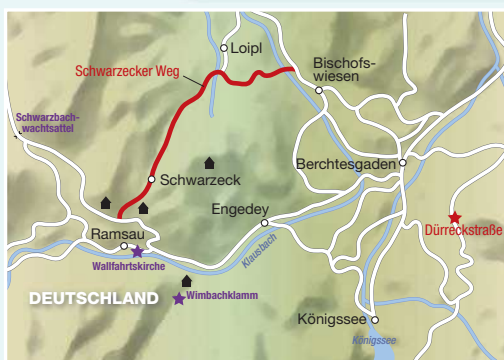 Loipl
Schwarzecker Weg
Bischofs-
wiesen
Schwarzbach-
wachtsattel
Berchtesgaden
Schwarzeck
Engedey
Dürreckstraße
Ramsau
Klausbach
Wallfahrtskirche
DEUTSCHLAND
Wimbachklamm
Königssee
Königssee